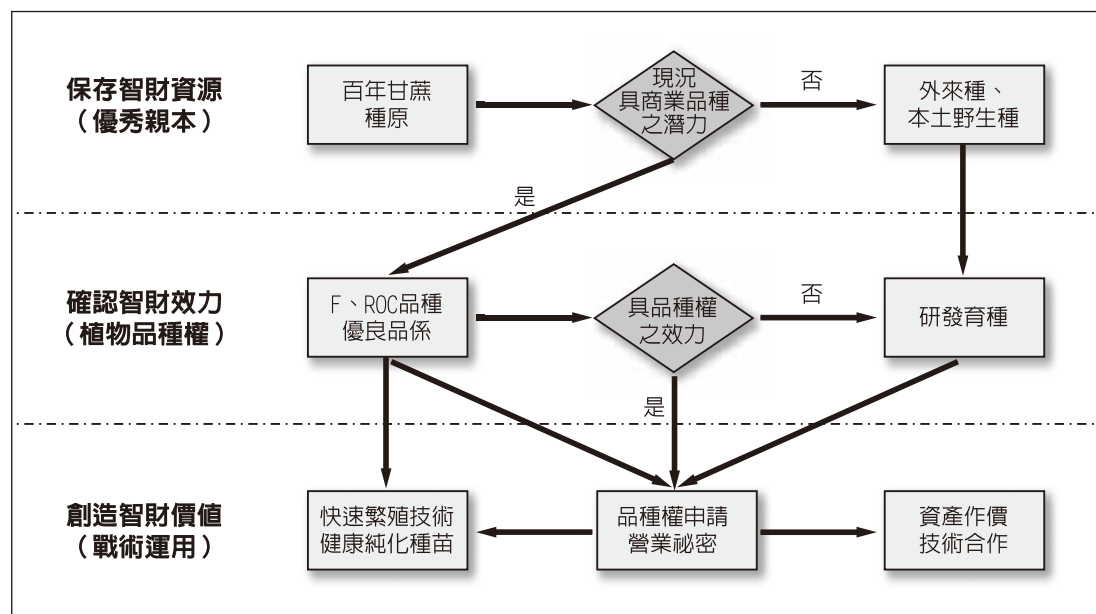 保存智財資源
（優秀親本）
百年甘蔗
種原
現況
具商業品種
之潛力
否
外來種、
本土野生種
是
確認智財效力
（植物品種權）
F、ROC品種
優良品係
具品種權
之效力
否
研發育種
是
創造智財價值
（戰術運用）
快速繁殖技術
健康純化種苗
品種權申請
營業祕密
資產作價
技術合作